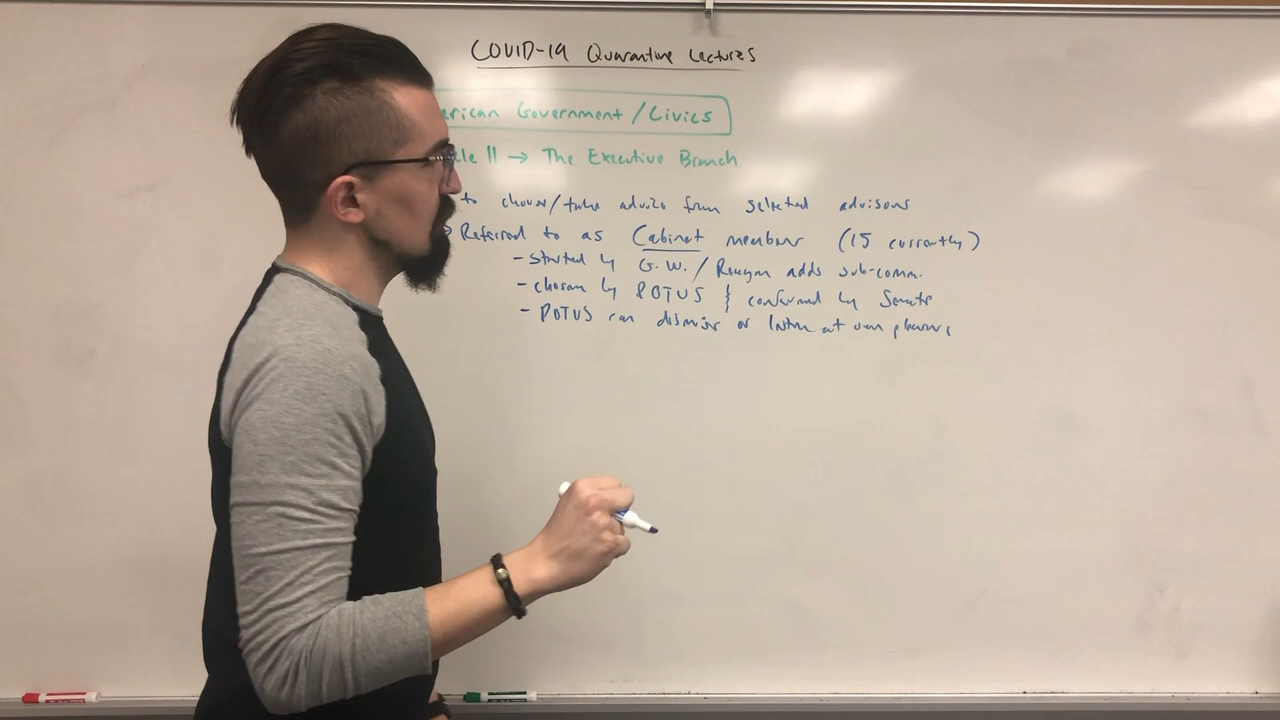 COVID-19 Quarantine Lectures
erican Government/Civics
cle II → The Executive Branch
to choose/take advice from selected advisors
Referred to as Cabinet members (15 currently)
- started by G.W. / Reagan adds sub-comm.
- chosen by POTUS & confirmed by Senate
- POTUS can dismiss or listen at own pleasure